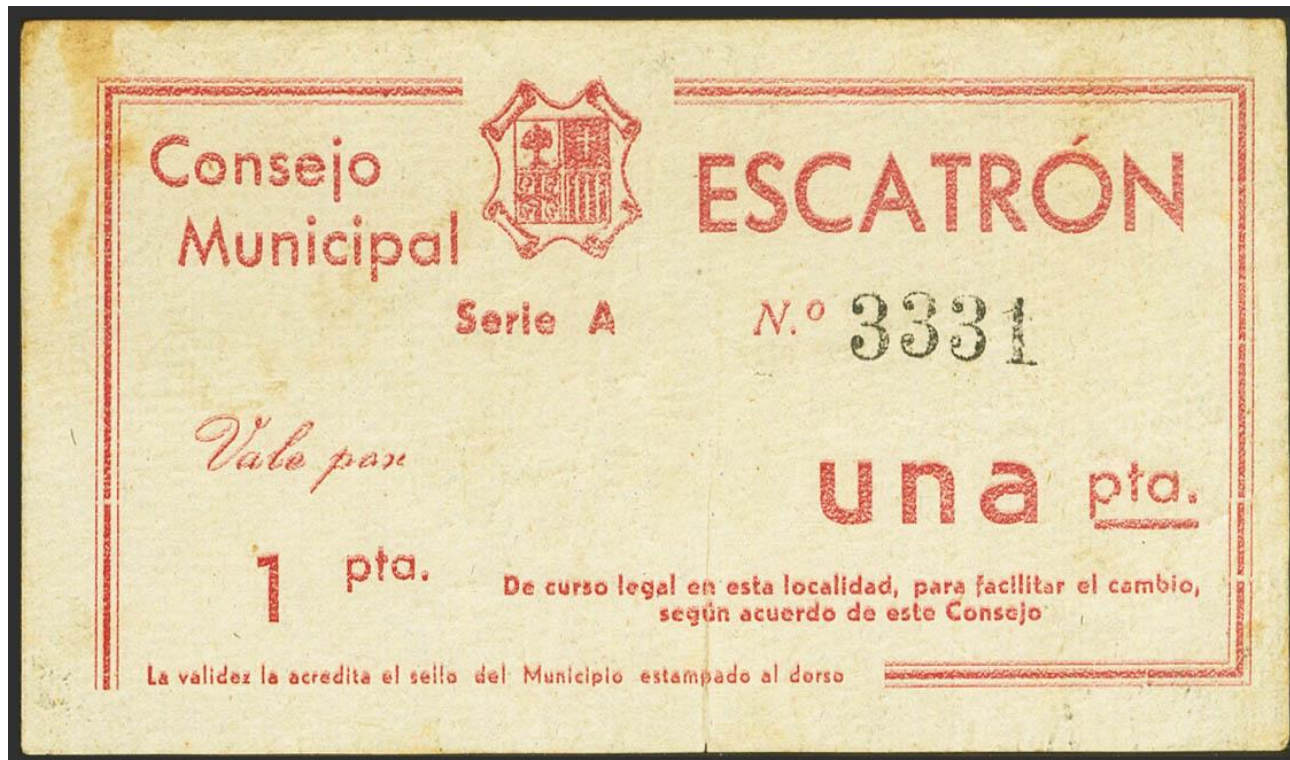 Consejo
Municipal
ESCATRÓN
Serie A
N.º 3331
Vale por
una pta.
1 pta.
De curso legal en esta localidad, para facilitar el cambio,
según acuerdo de este Consejo
La validez la acredita el sello del Municipio estampado al dorso